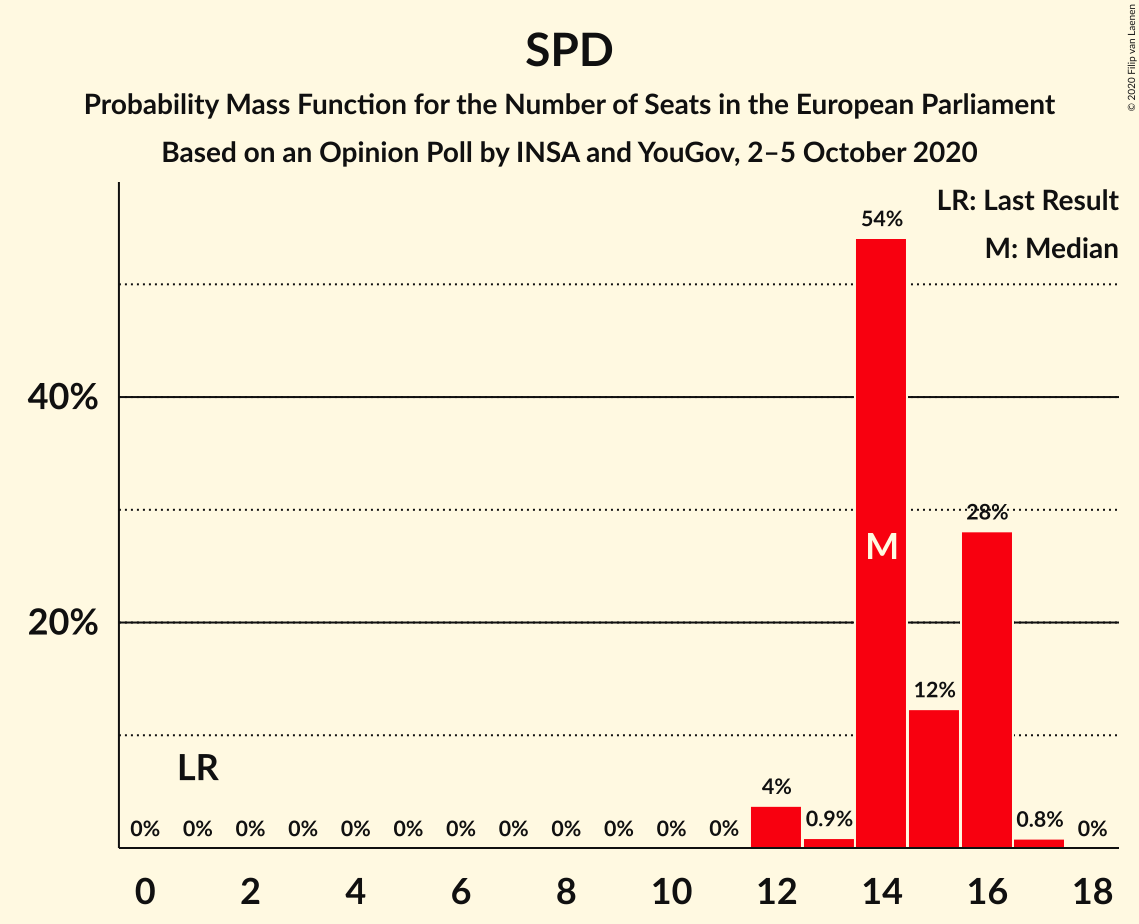 SPD
Probability Mass Function for the Number of Seats in the European Parliament
Based on an Opinion Poll by INSA and YouGov, 2–5 October 2020
© 2020 Filip van Laenen
LR: Last Result
M: Median
54%
40%
28%
M
20%
12%
LR
4%
0% 0% 0% 0% 0% 0% 0% 0% 0% 0% 0% 0% 0.9% 0.8% 0%
0 2 4 6 8 10 12 14 16 18